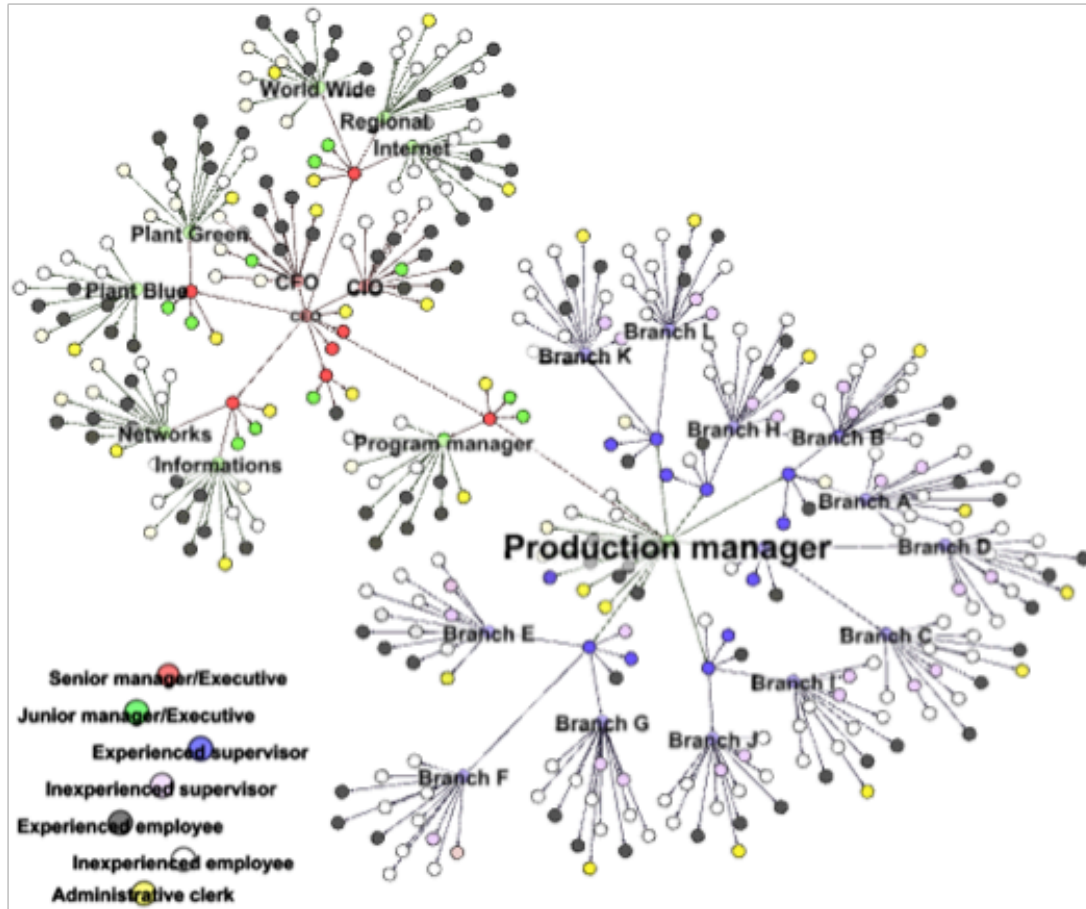 World Wide
Regional
Internet
Plant Green
Plant Blue
CFO
CIO
Networks
Informations
Program manager
Branch L
Branch K
Branch H
Branch B
Branch A
Production manager
Branch D
Branch E
Branch C
Branch I
Branch G
Branch J
Branch F
Senior manager/Executive
Junior manager/Executive
Experienced supervisor
Inexperienced supervisor
Experienced employee
Inexperienced employee
Administrative clerk